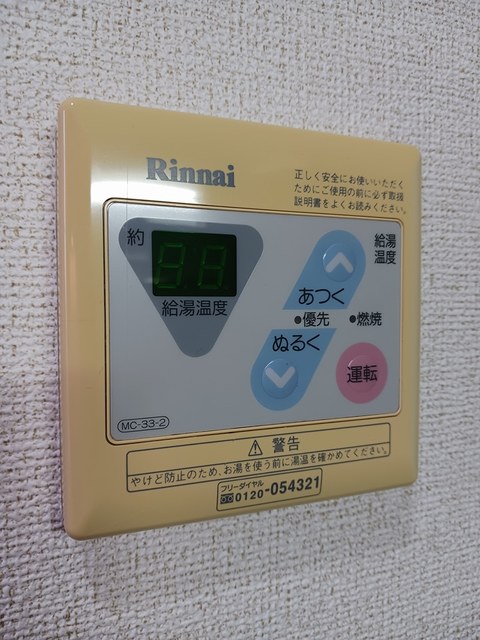 Rinnai
正しく安全にお使いいただく
ためにご使用の前に必ず取扱
説明書をよくお読みください。
約
給湯温度
給湯
温度
あつく
●優先 ●燃焼
ぬるく
運転
MC-33-2
⚠ 警告
やけど防止のため、お湯を使う前に湯温を確かめてください。
フリーダイヤル
0120-054321